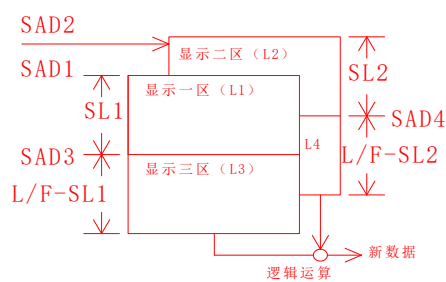 SAD2
显示二区（L2）
SAD1
SL2
显示一区（L1）
SL1
SAD4
L4
SAD3
L/F-SL2
显示三区（L3）
L/F-SL1
新数据
逻辑运算